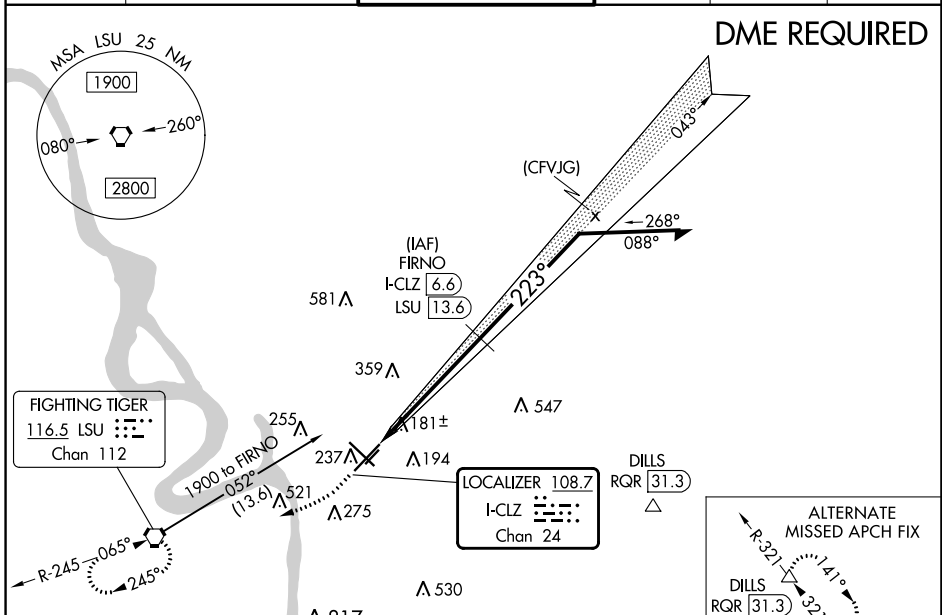 DME REQUIRED
MSA LSU 25 NM
1900
080°
260°
2800
043°
(CFVJG)
268°
088°
223°
(IAF)
FIRNO
I-CLZ 6.6
LSU 13.6
581
359
547
181±
FIGHTING TIGER
116.5 LSU
Chan 112
255
237
194
1900 to FIRNO
052°
(13.6)
521
275
LOCALIZER 108.7
I-CLZ
Chan 24
DILLS
RQR 31.3
R-245
065°
245°
530
ALTERNATE
MISSED APCH FIX
R-321
141°
DILLS
RQR 31.3